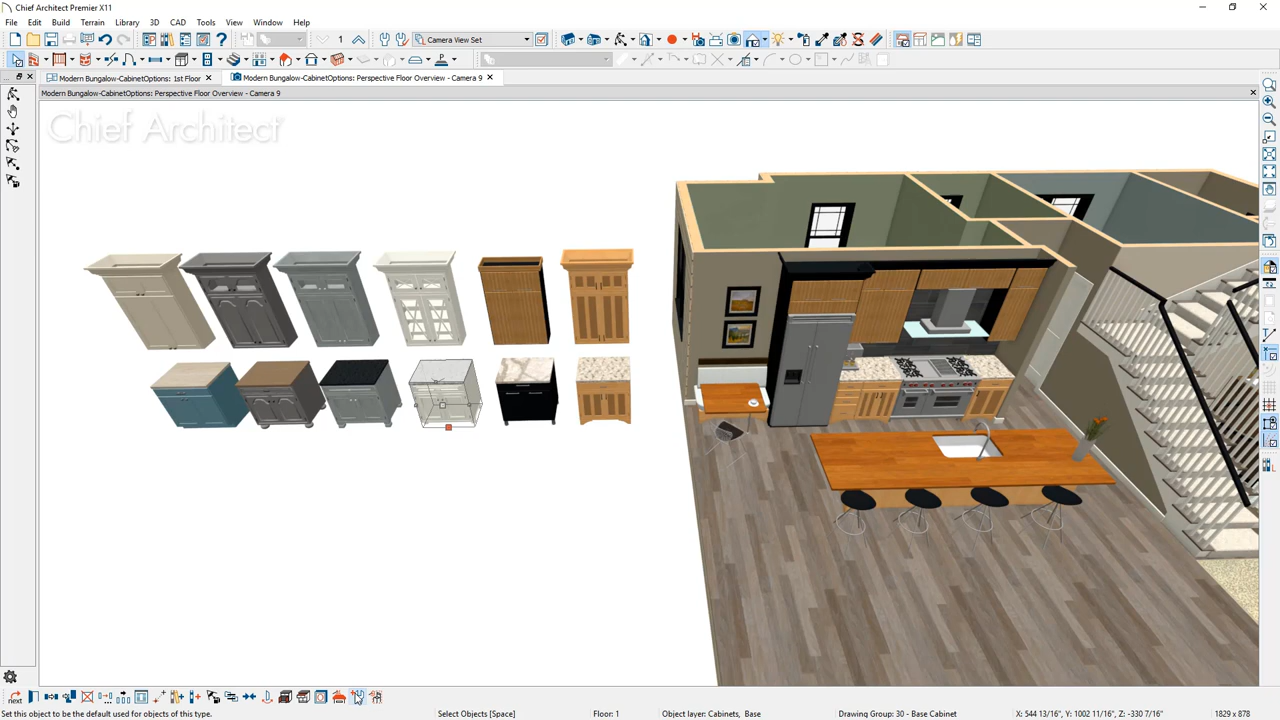 Chief Architect Premier X11
File Edit Build Terrain Library 3D CAD Tools View Window Help
1 Camera View Set
Modern Bungalow-CabinetOptions: 1st Floor Modern Bungalow-CabinetOptions: Perspective Floor Overview - Camera 9
Modern Bungalow-CabinetOptions: Perspective Floor Overview - Camera 9
Chief Architect
next
Set this object to be the default used for objects of this type. Select Objects [Space] Floor: 1 Object layer: Cabinets, Base Drawing Group: 30 - Base Cabinet X: 544 13/16", Y: 1002 11/16", Z: -330 7/16" 1829 x 878